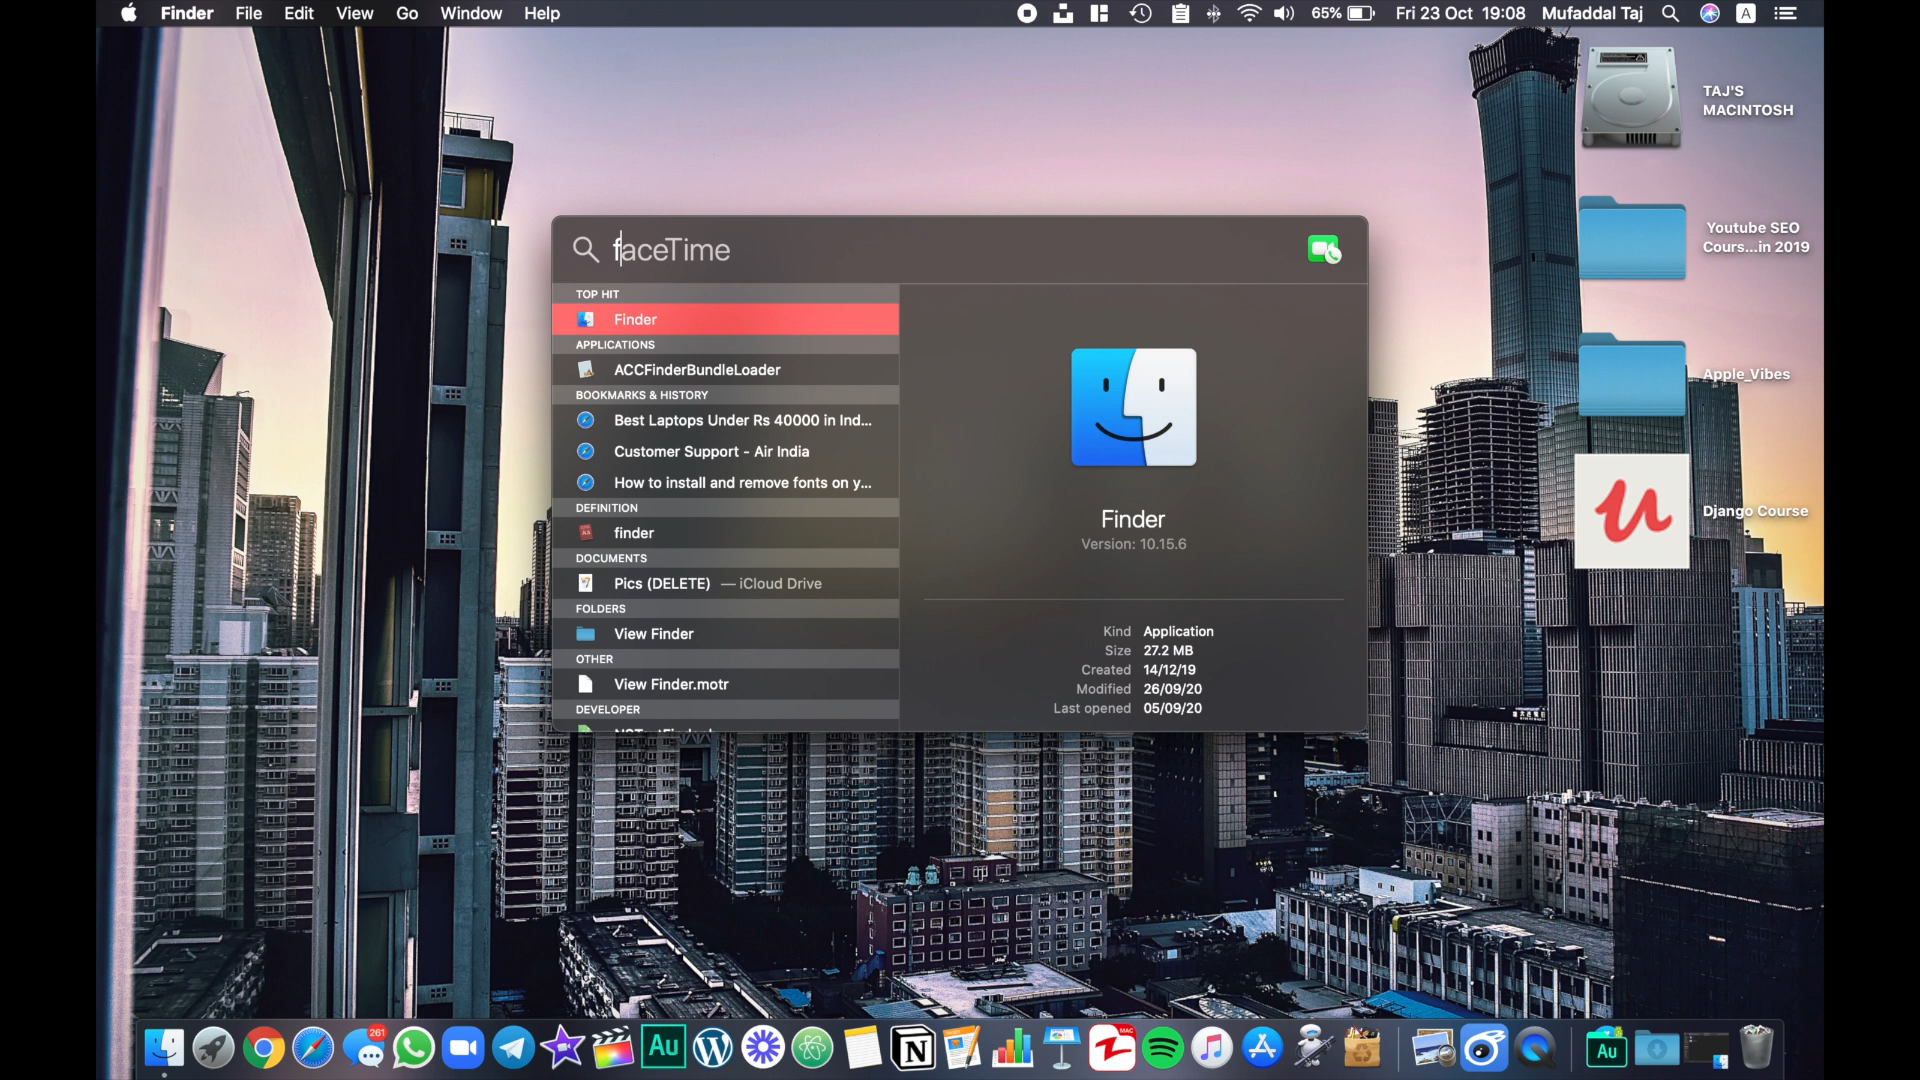 Finder File Edit View Go Window Help 65% Fri 23 Oct 19:08 Mufaddal Taj A
TAJ'S
MACINTOSH
Youtube SEO
Cours...in 2019
Apple_Vibes
Django Course
faceTime
TOP HIT
Finder
APPLICATIONS
ACCFinderBundleLoader
BOOKMARKS & HISTORY
Best Laptops Under Rs 40000 in Ind...
Customer Support - Air India
How to install and remove fonts on y...
DEFINITION
finder
DOCUMENTS
Pics (DELETE) — iCloud Drive
FOLDERS
View Finder
OTHER
View Finder.motr
DEVELOPER
Finder
Version: 10.15.6
Kind Application
Size 27.2 MB
Created 14/12/19
Modified 26/09/20
Last opened 05/09/20
261
Au
N
MAC
Au